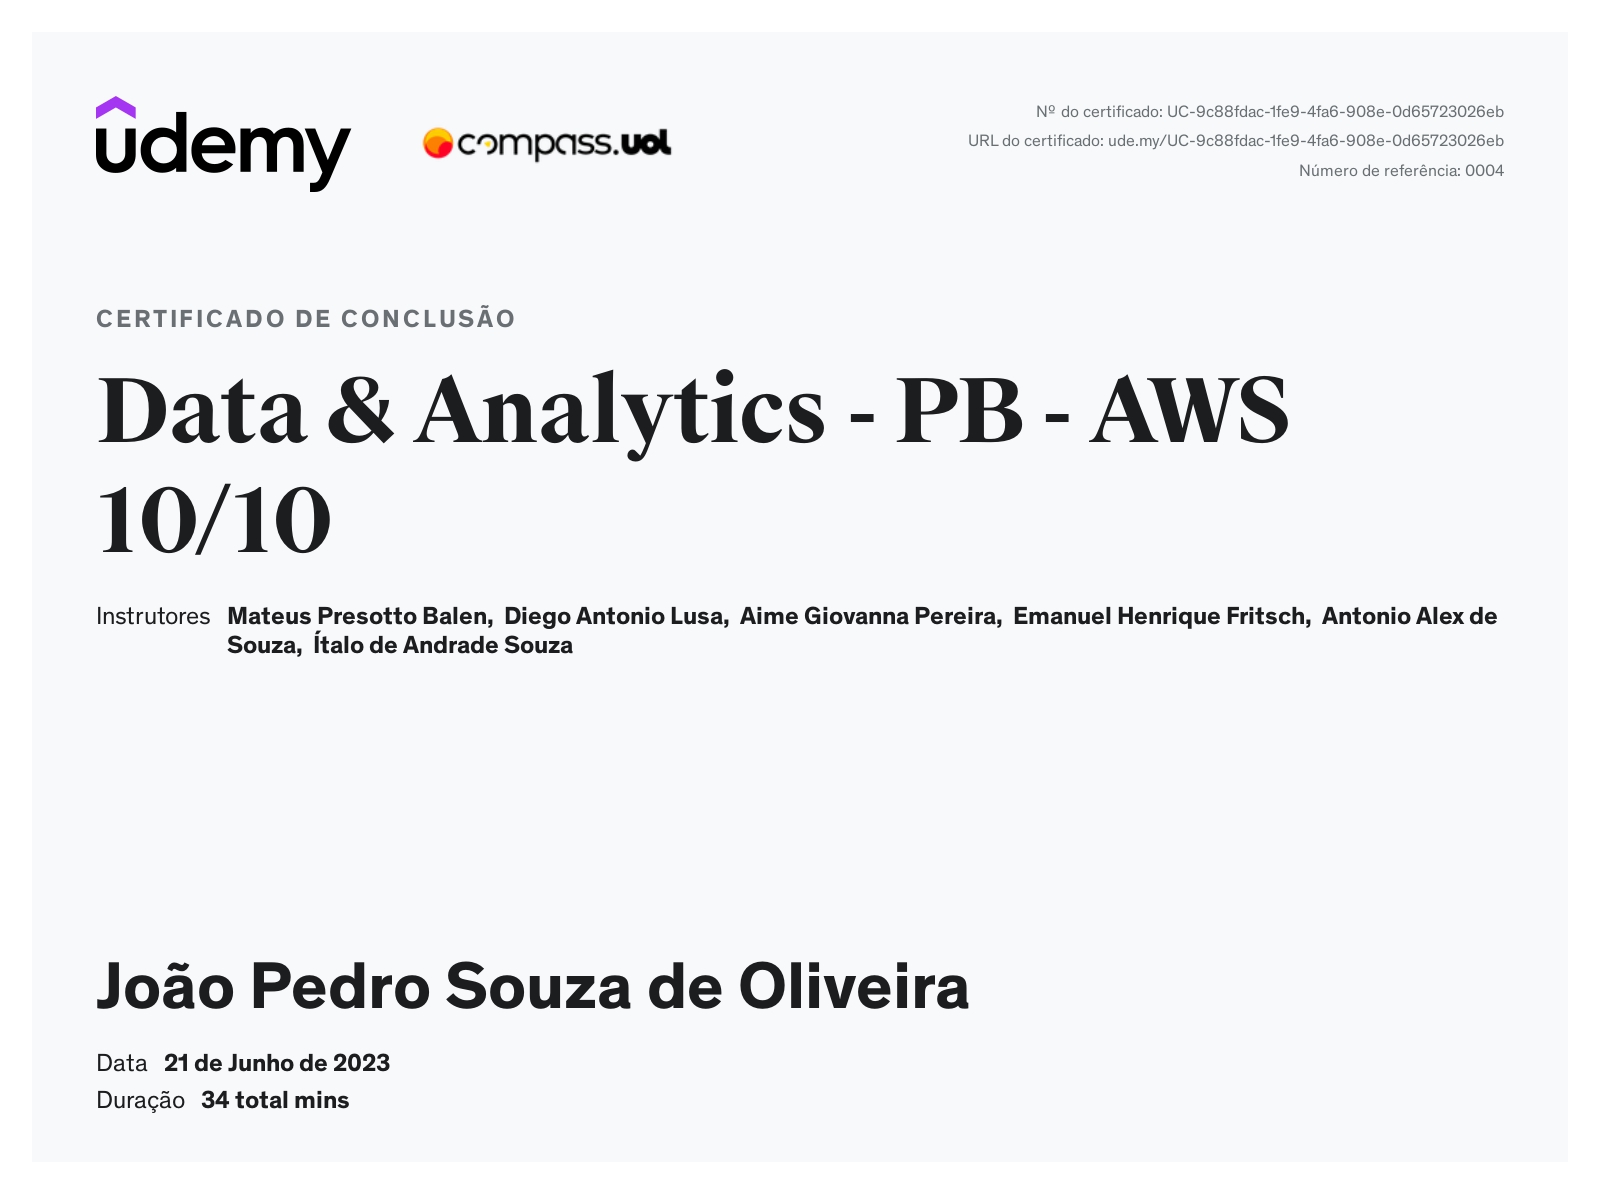 udemy
compass.uol
Nº do certificado: UC-9c88fdac-1fe9-4fa6-908e-0d65723026eb
URL do certificado: ude.my/UC-9c88fdac-1fe9-4fa6-908e-0d65723026eb
Número de referência: 0004
CERTIFICADO DE CONCLUSÃO
Data & Analytics - PB - AWS
10/10
Instrutores Mateus Presotto Balen, Diego Antonio Lusa, Aime Giovanna Pereira, Emanuel Henrique Fritsch, Antonio Alex de
Souza, Ítalo de Andrade Souza
João Pedro Souza de Oliveira
Data 21 de Junho de 2023
Duração 34 total mins